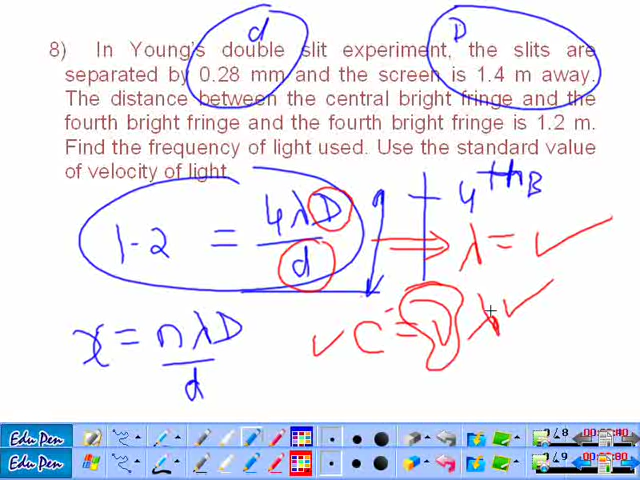 d
D
8) In Young's double slit experiment, the slits are
separated by 0.28 mm and the screen is 1.4 m away.
The distance between the central bright fringe and the
fourth bright fringe and the fourth bright fringe is 1.2 m.
Find the frequency of light used. Use the standard value
of velocity of light
4th B
1-2 = 4λD
d
λ = ✓
✓ C = ν λ ✓
x = nλD
d
Edu Pen
Edu Pen